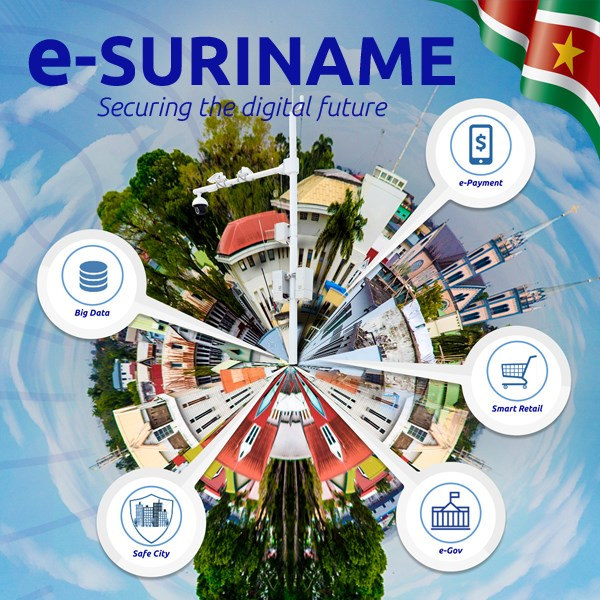 e-SURINAME
Securing the digital future
$
e-Payment
Big Data
Smart Retail
Safe City
e-Gov